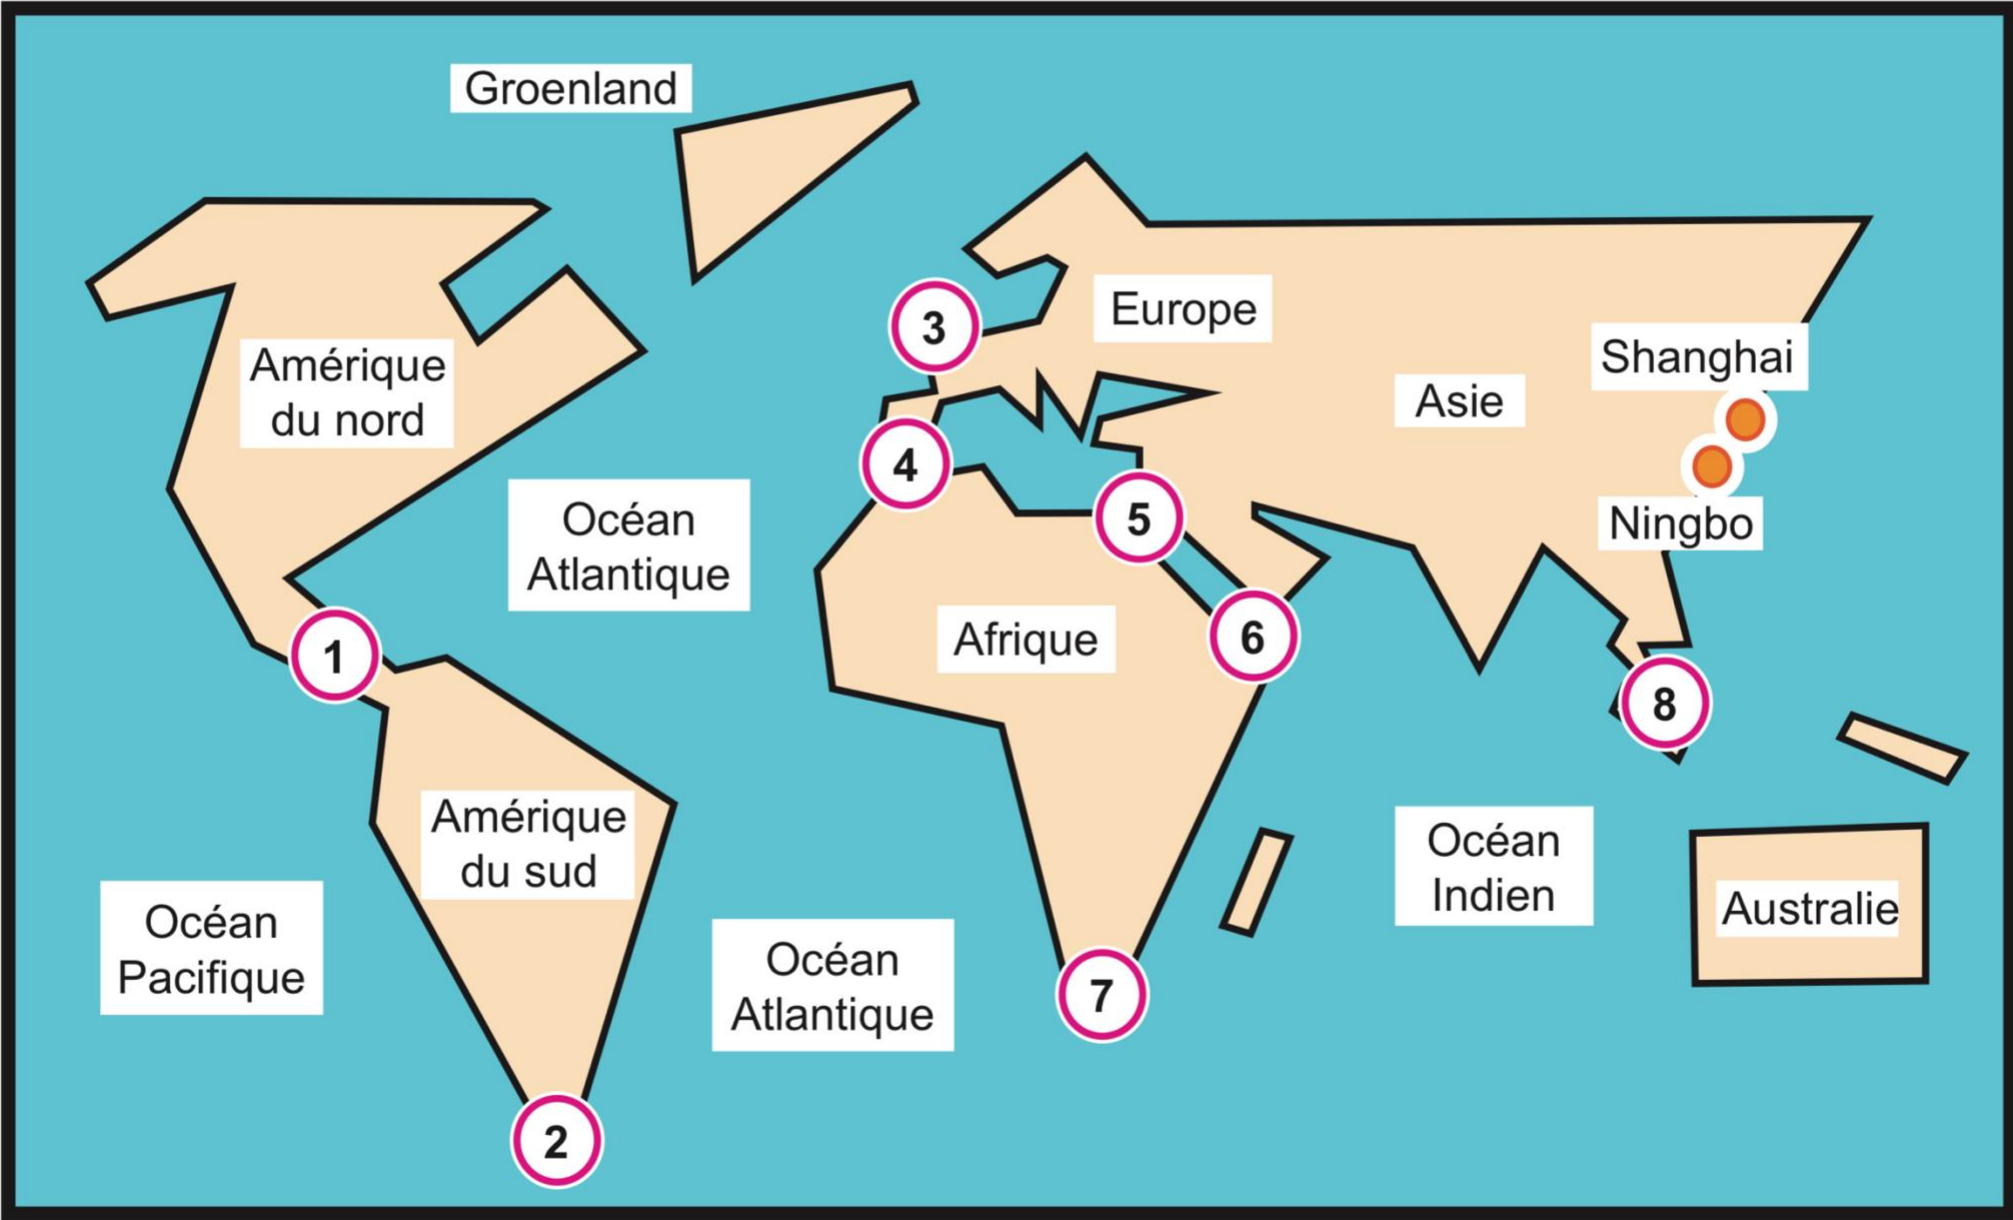 Groenland
Europe
Shanghai
3
Amérique
du nord
Asie
4
Ningbo
Océan
Atlantique
5
1
Afrique
6
8
Amérique
du sud
Océan
Indien
Australie
Océan
Pacifique
Océan
Atlantique
7
2